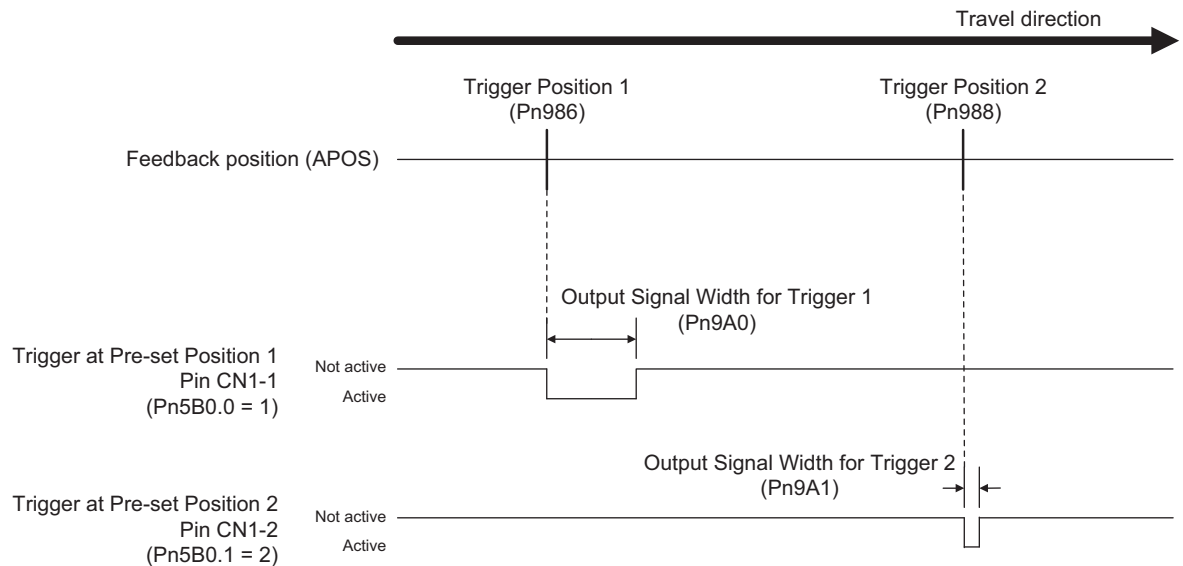 Travel direction
Trigger Position 1
(Pn986)
Trigger Position 2
(Pn988)
Feedback position (APOS)
Output Signal Width for Trigger 1
(Pn9A0)
Trigger at Pre-set Position 1
Pin CN1-1
(Pn5B0.0 = 1)
Not active
Active
Output Signal Width for Trigger 2
(Pn9A1)
Trigger at Pre-set Position 2
Pin CN1-2
(Pn5B0.1 = 2)
Not active
Active